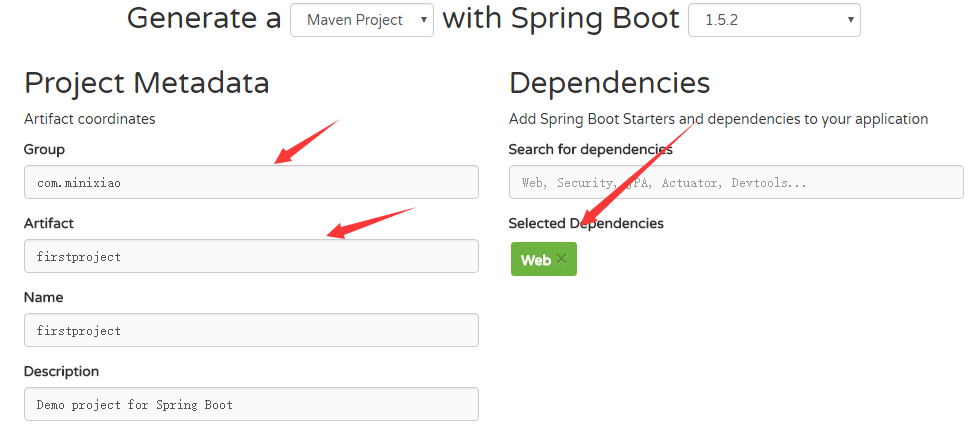 Generate a Maven Project with Spring Boot 1.5.2
Project Metadata
Artifact coordinates
Group
com.minixiao
Artifact
firstproject
Name
firstproject
Description
Demo project for Spring Boot
Dependencies
Add Spring Boot Starters and dependencies to your application
Search for dependencies
Web, Security, JPA, Actuator, Devtools...
Selected Dependencies
Web ×